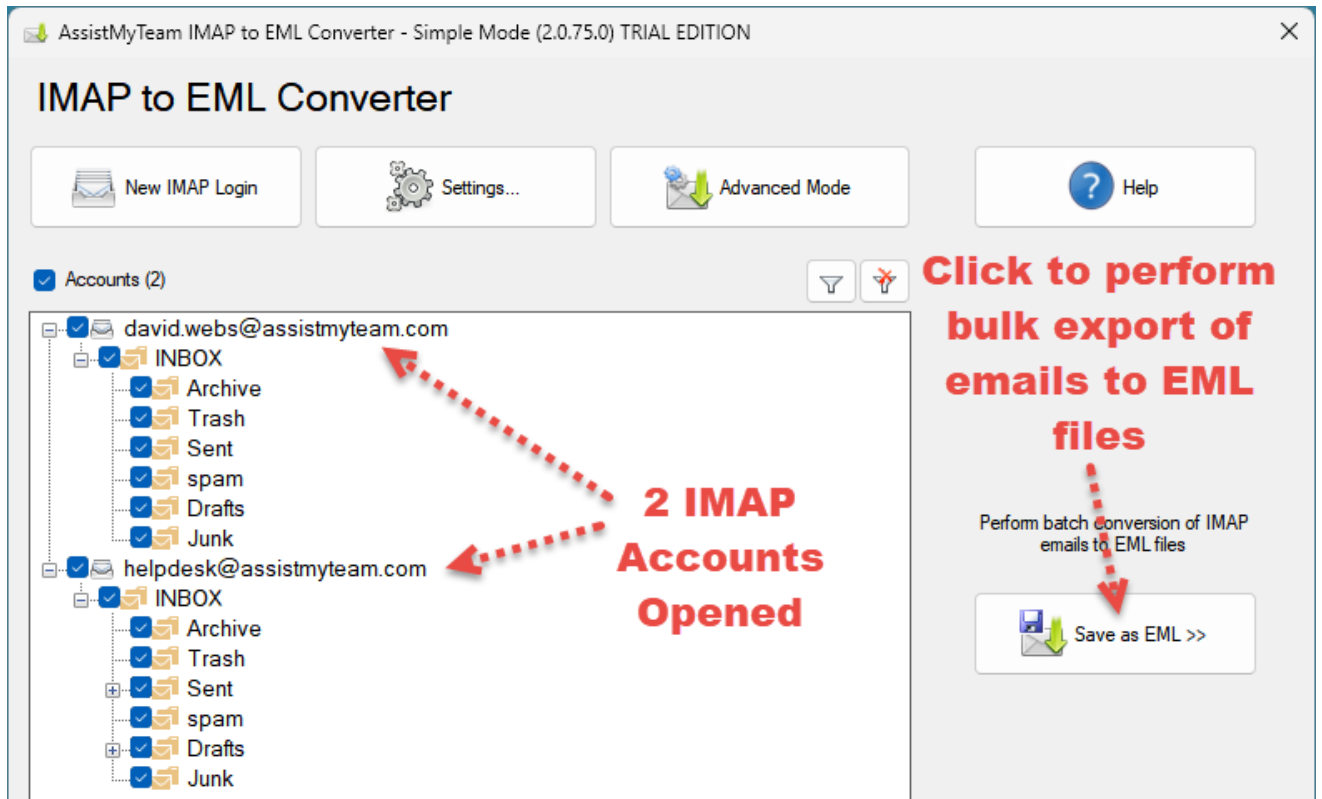 AssistMyTeam IMAP to EML Converter - Simple Mode (2.0.75.0) TRIAL EDITION
IMAP to EML Converter
New IMAP Login
Settings...
Advanced Mode
?
Help
Accounts (2)
Click to perform
bulk export of
emails to EML
files
david.webs@assistmyteam.com
INBOX
Archive
Trash
Sent
spam
Drafts
Junk
helpdesk@assistmyteam.com
INBOX
Archive
Trash
Sent
spam
Drafts
Junk
2 IMAP
Accounts
Opened
Perform batch conversion of IMAP
emails to EML files
Save as EML >>